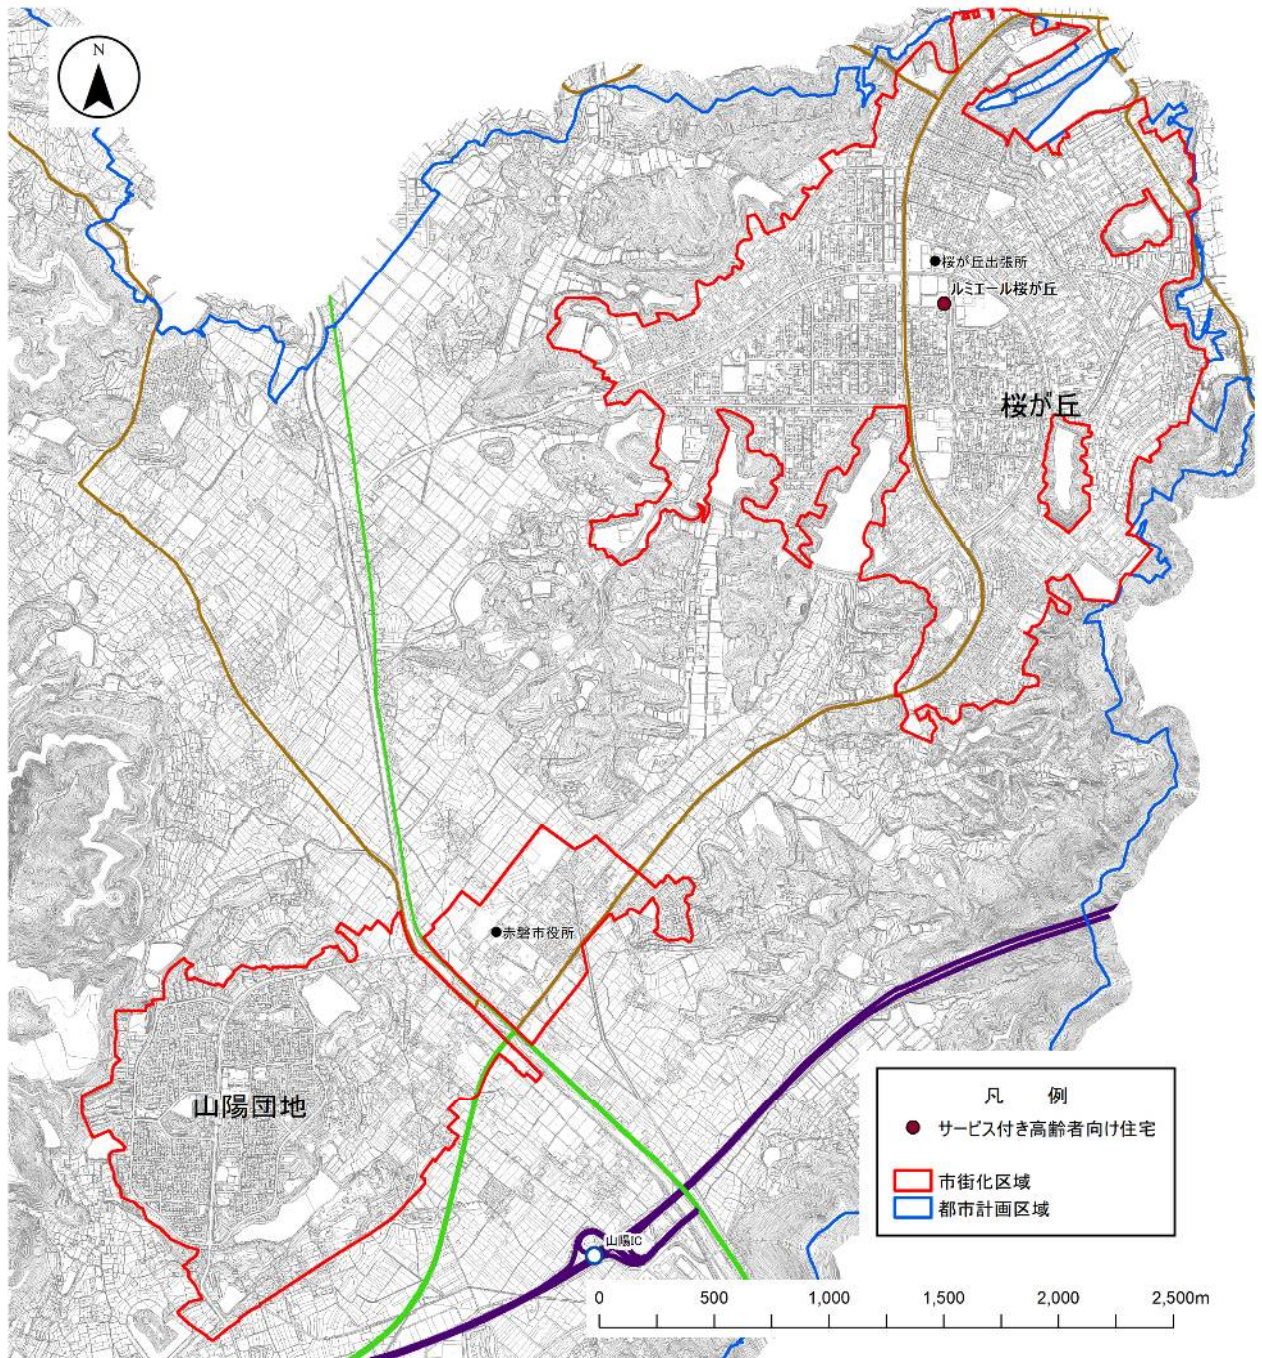 N
桜が丘出張所
ルミエール桜が丘
桜が丘
赤磐市役所
山陽団地
山陽IC
凡 例
サービス付き高齢者向け住宅
市街化区域
都市計画区域
0 500 1,000 1,500 2,000 2,500m